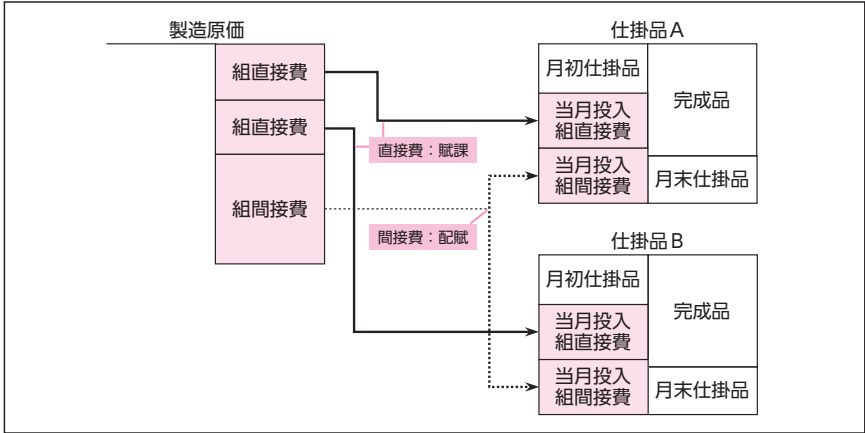 製造原価
組直接費
組直接費
組間接費
直接費：賦課
間接費：配賦
仕掛品A
月初仕掛品
当月投入
組直接費
当月投入
組間接費
完成品
月末仕掛品
仕掛品B
月初仕掛品
当月投入
組直接費
当月投入
組間接費
完成品
月末仕掛品